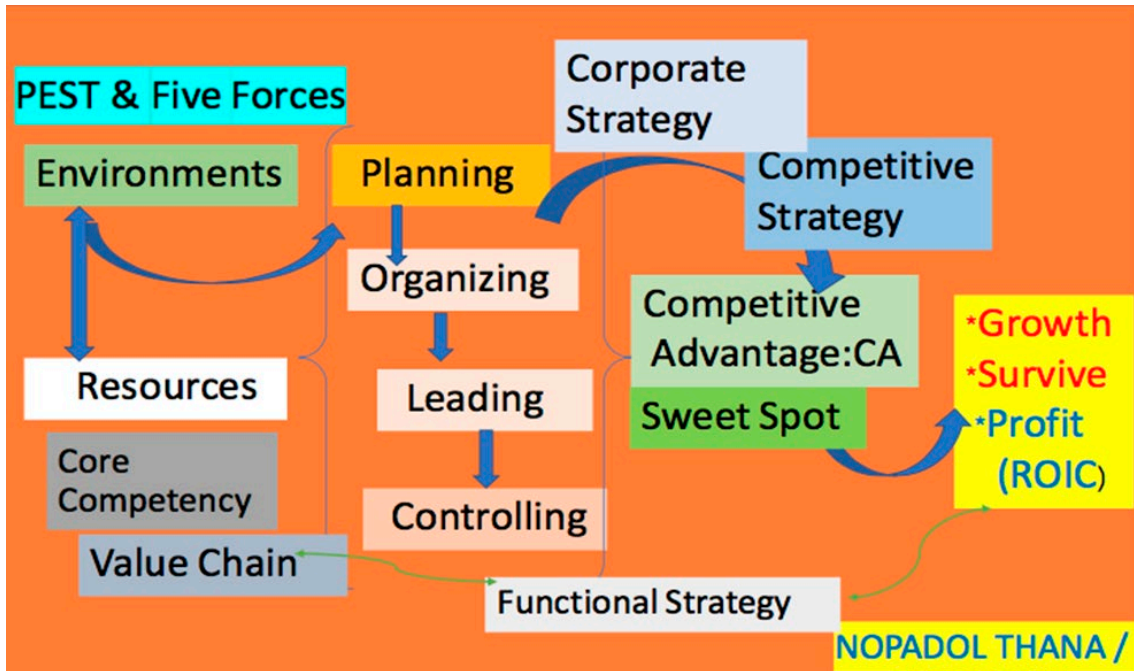 PEST & Five Forces
Environments
Resources
Core
Competency
Value Chain
Planning
Organizing
Leading
Controlling
Corporate
Strategy
Competitive
Strategy
Competitive
Advantage:CA
Sweet Spot
Functional Strategy
*Growth
*Survive
*Profit
(ROIC)
NOPADOL THANA /